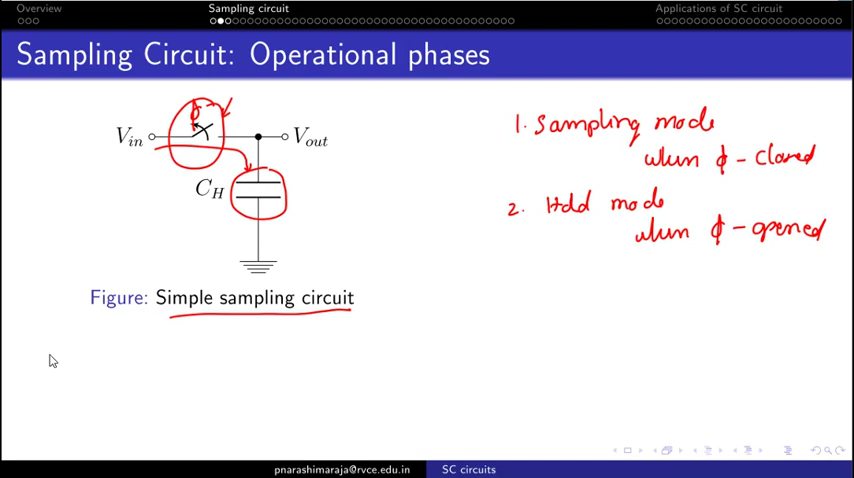 Overview
Sampling circuit
Applications of SC circuit
Sampling Circuit: Operational phases
ϕ
V_in
V_out
C_H
Figure: Simple sampling circuit
1. Sampling mode
when ϕ - closed
2. Hold mode
when ϕ - opened
pnarashimaraja@rvce.edu.in
SC circuits